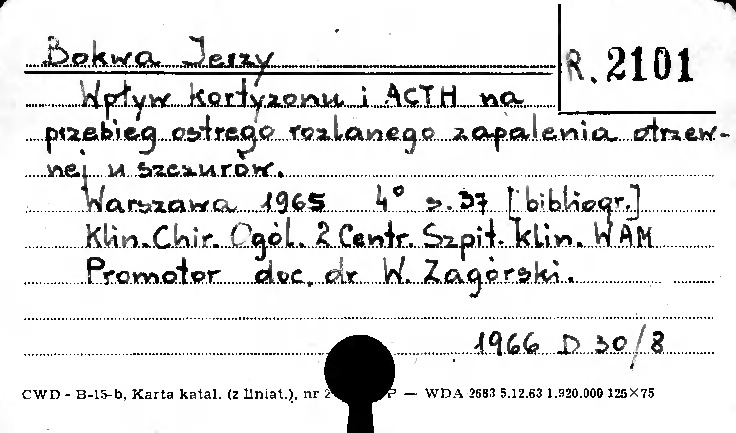 Bokwa Jerzy
R. 2101
Wpływ kortyzonu i ACTH na
przebieg ostrego rozlanego zapalenia otrzew-
nej u szczurów.
Warszawa 1965 4° s. 37 [bibliogr.]
Klin. Chir. Ogól. 2 Centr. Szpit. klin. WAM
Promotor doc. dr W. Zagórski.
1966 D 30/8
CWD - B-15-b, Karta katal. (z liniat.), nr 2 P — WDA 2683 5.12.63 1.920.000 125×75